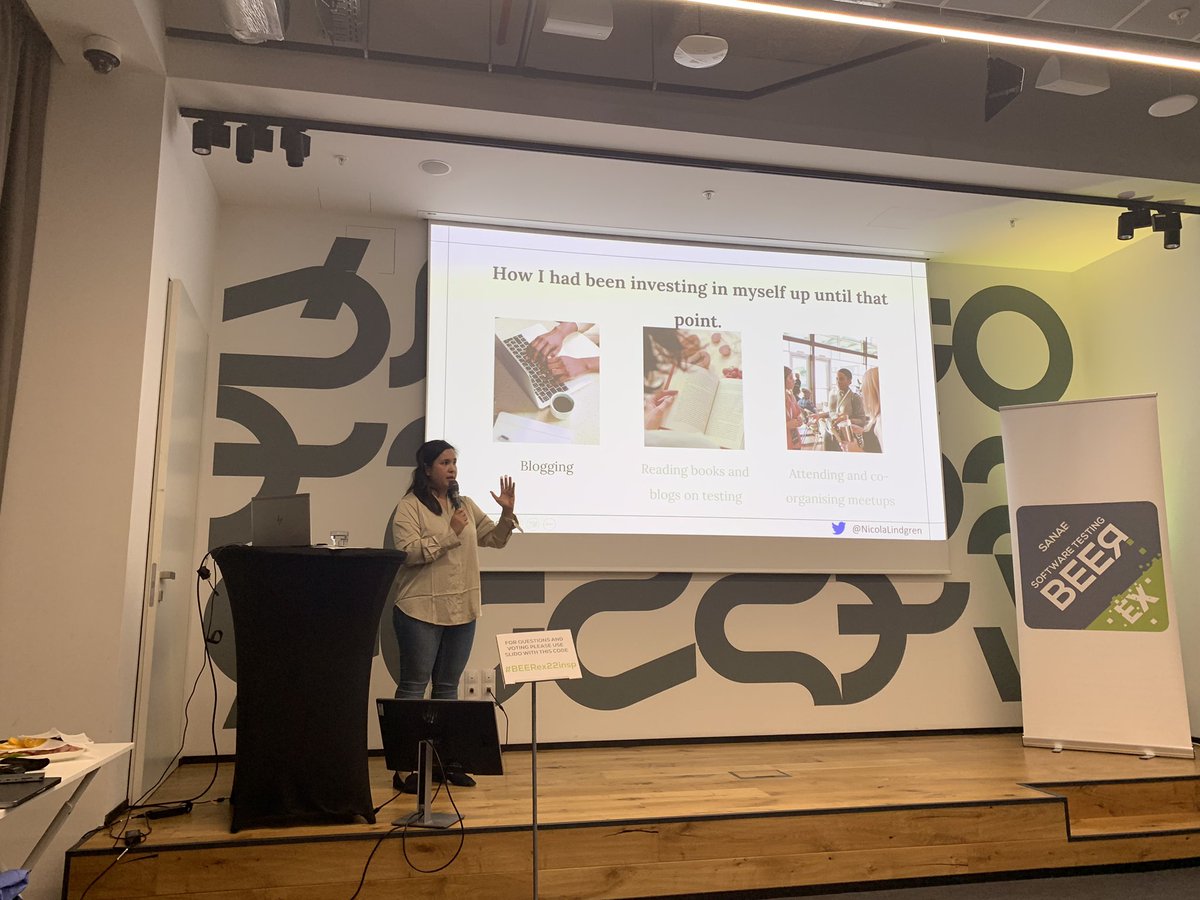 How I had been investing in myself up until that
point.
Blogging
Reading books and
blogs on testing
Attending and co-
organising meetups
@NicolaLindgren
FOR QUESTIONS AND
VOTING PLEASE USE
SLIDO WITH THIS CODE
#BEERex22insp
SANAE
SOFTWARE TESTING
BEEЯ
EX